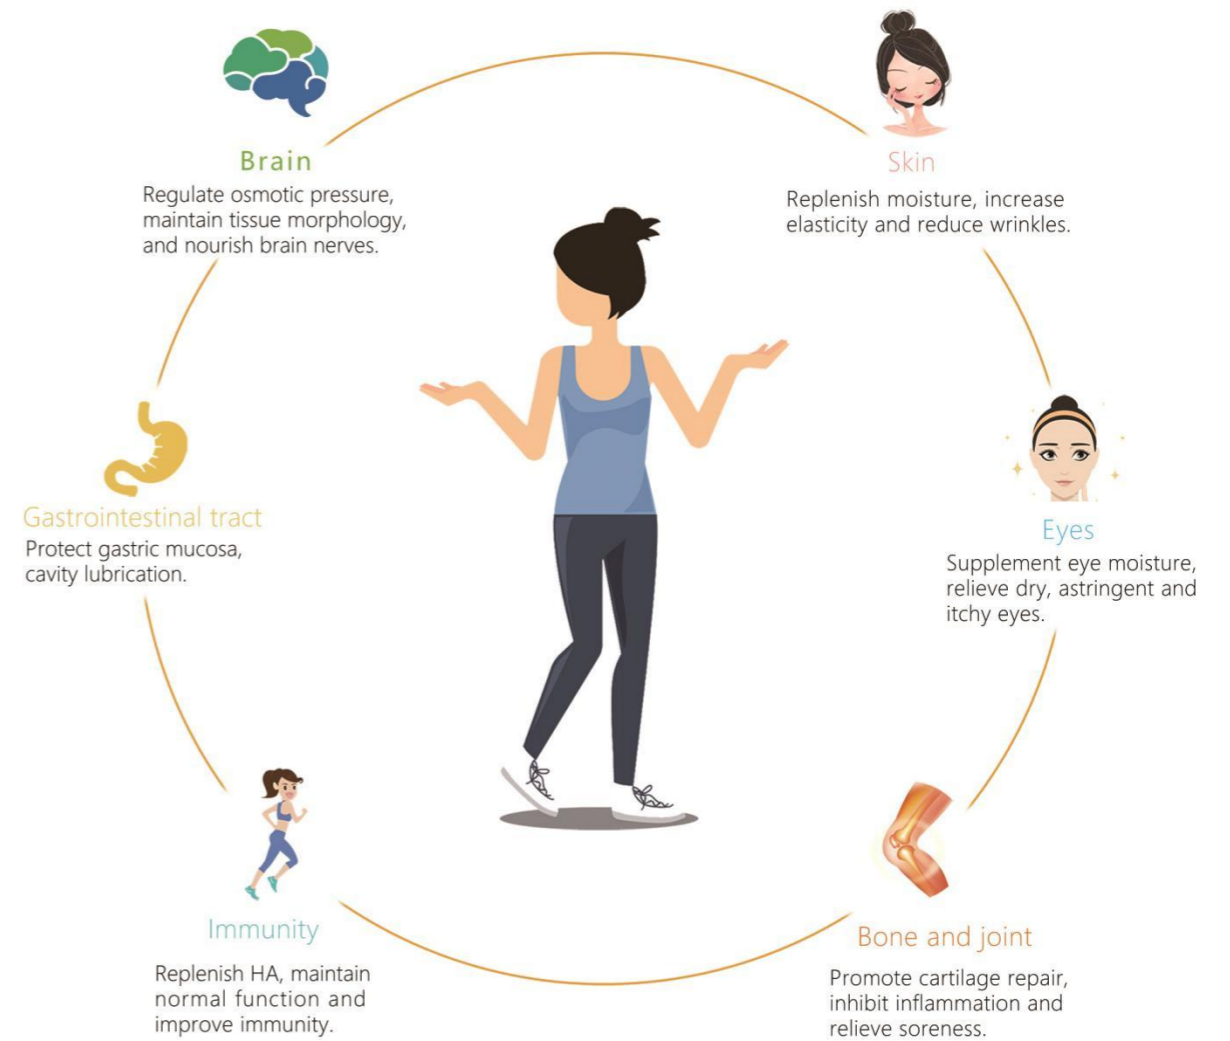 Brain
Regulate osmotic pressure,
maintain tissue morphology,
and nourish brain nerves.
Skin
Replenish moisture, increase
elasticity and reduce wrinkles.
Gastrointestinal tract
Protect gastric mucosa,
cavity lubrication.
Eyes
Supplement eye moisture,
relieve dry, astringent and
itchy eyes.
Immunity
Replenish HA, maintain
normal function and
improve immunity.
Bone and joint
Promote cartilage repair,
inhibit inflammation and
relieve soreness.